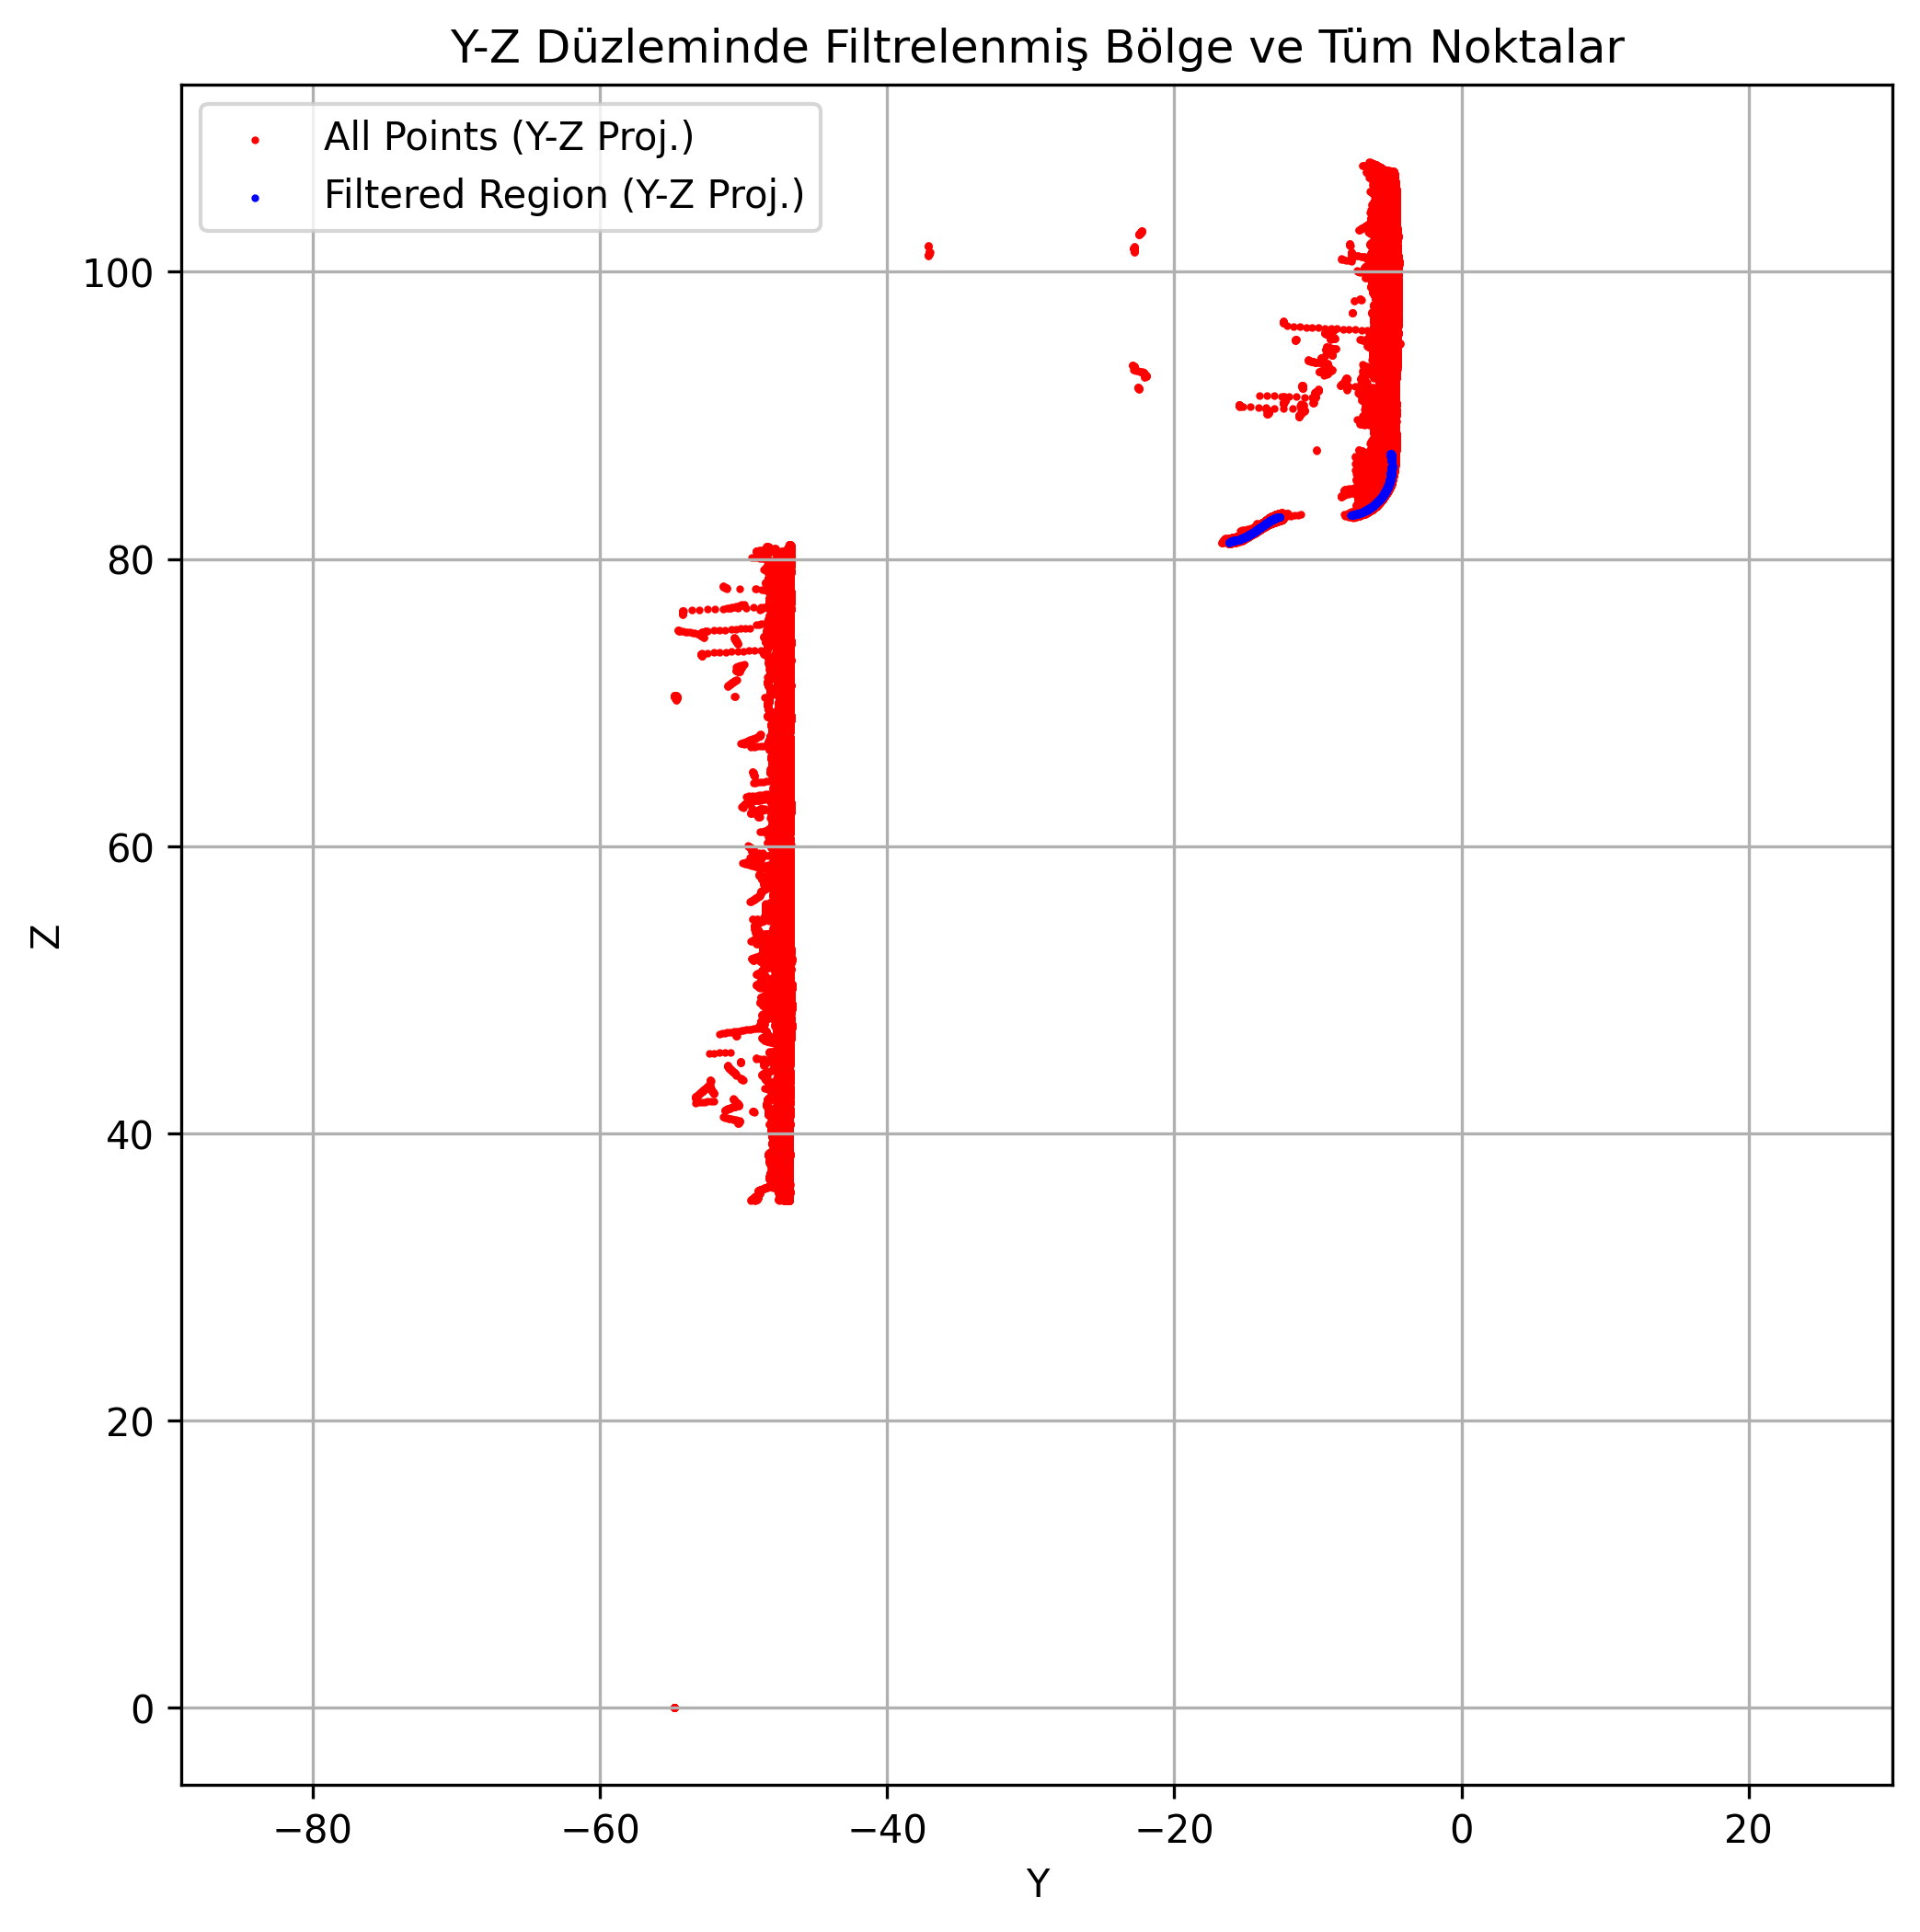 Y-Z Düzleminde Filtrelenmiş Bölge ve Tüm Noktalar
All Points (Y-Z Proj.)
Filtered Region (Y-Z Proj.)
100
80
60
40
20
0
Z
−80 −60 −40 −20 0 20
Y